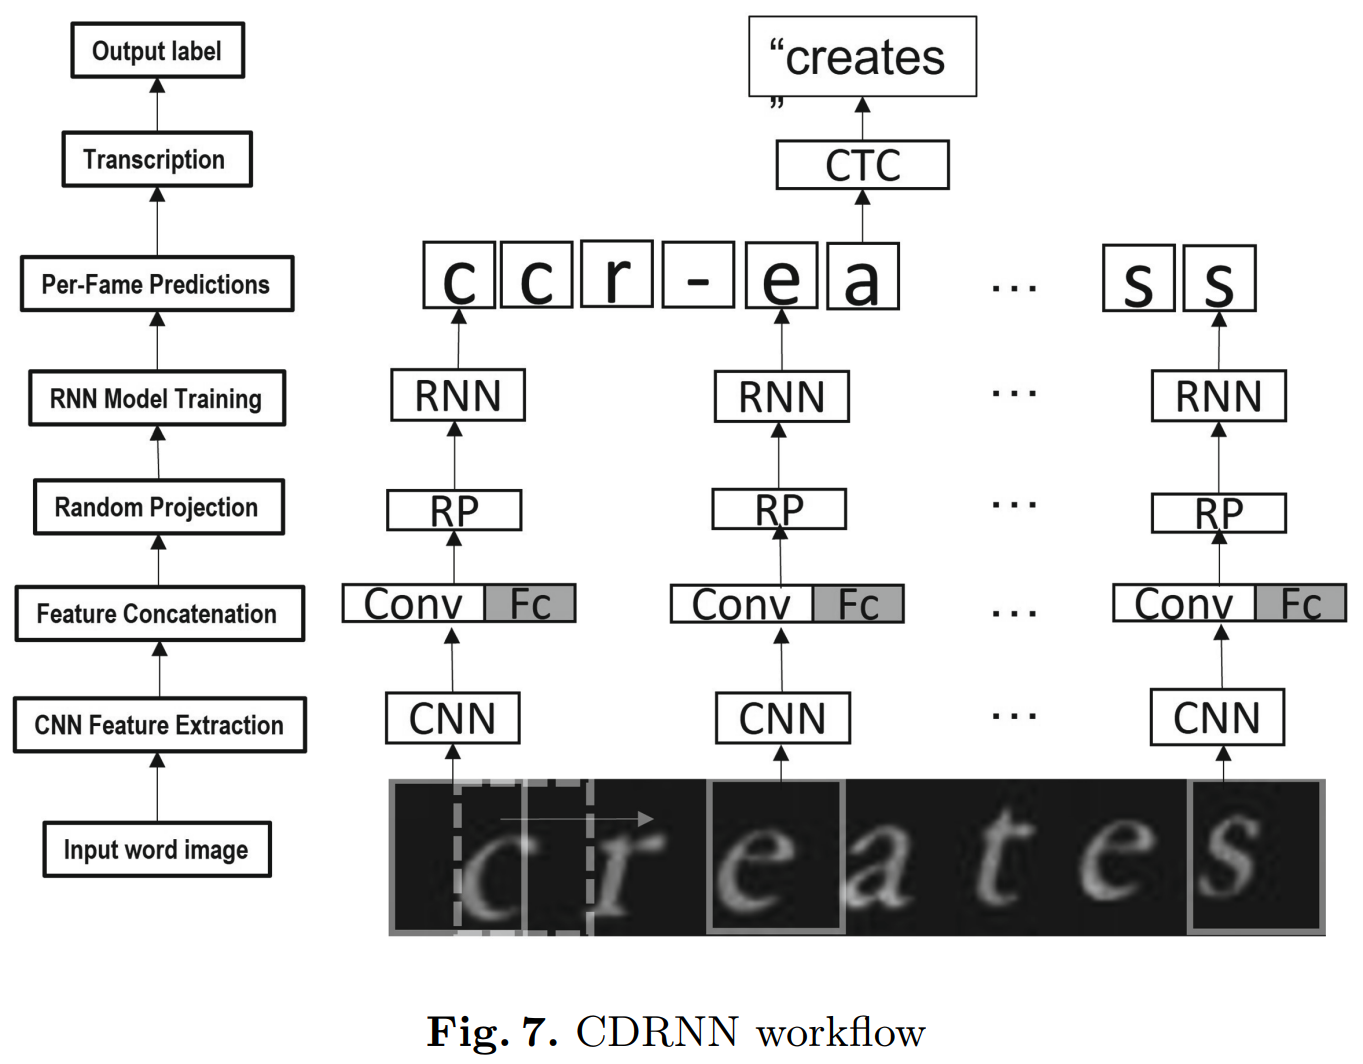 Output label
Transcription
Per-Fame Predictions
RNN Model Training
Random Projection
Feature Concatenation
CNN Feature Extraction
Input word image
“creates
”
CTC
c c r - e a ... s s
RNN RNN ... RNN
RP RP ... RP
Conv Fc Conv Fc ... Conv Fc
CNN CNN ... CNN
creates
Fig. 7. CDRNN workflow